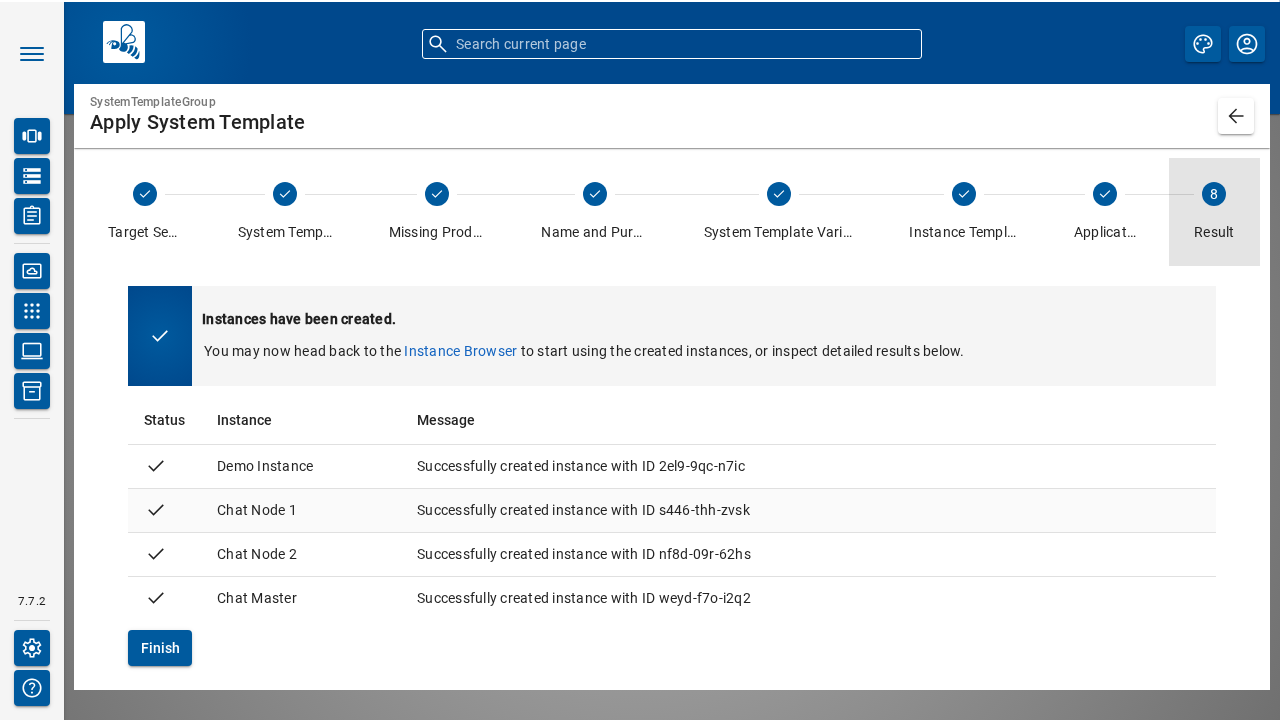 Search current page
SystemTemplateGroup
Apply System Template
8
Target Se…
System Temp…
Missing Prod…
Name and Pur…
System Template Vari…
Instance Templ…
Applicat…
Result
Instances have been created.
You may now head back to the Instance Browser to start using the created instances, or inspect detailed results below.
Status Instance Message
Demo Instance Successfully created instance with ID 2el9-9qc-n7ic
Chat Node 1 Successfully created instance with ID s446-thh-zvsk
Chat Node 2 Successfully created instance with ID nf8d-09r-62hs
Chat Master Successfully created instance with ID weyd-f7o-i2q2
7.7.2
Finish